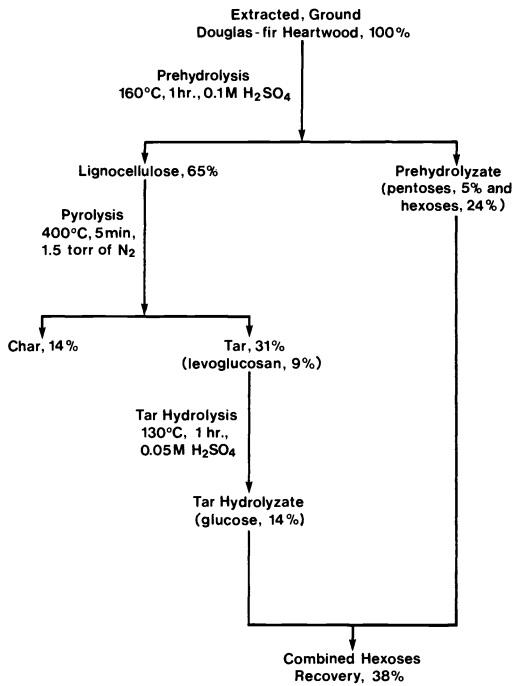 Extracted, Ground
Douglas-fir Heartwood, 100%
Prehydrolysis
160°C, 1hr., 0.1M H₂SO₄
Lignocellulose, 65%
Prehydrolyzate
(pentoses, 5% and
hexoses, 24%)
Pyrolysis
400°C, 5min,
1.5 torr of N₂
Char, 14%
Tar, 31%
(levoglucosan, 9%)
Tar Hydrolysis
130°C, 1 hr.,
0.05M H₂SO₄
Tar Hydrolyzate
(glucose, 14%)
Combined Hexoses
Recovery, 38%